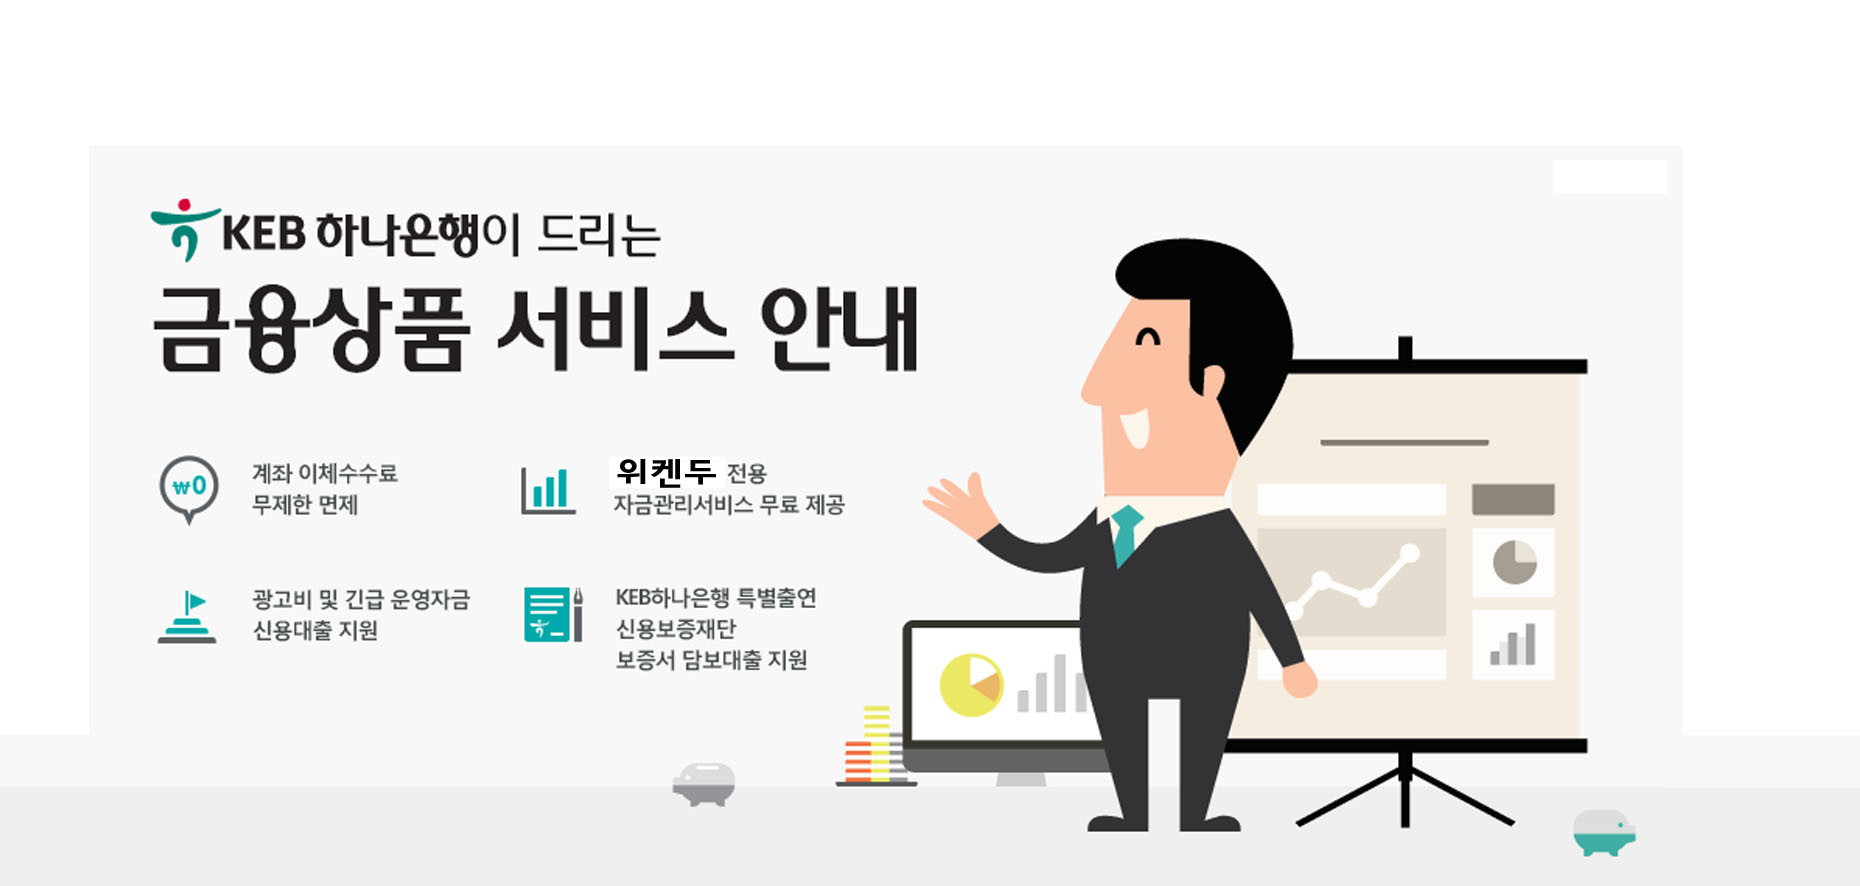 KEB 하나은행이 드리는
금융상품 서비스 안내
₩0
계좌 이체수수료
무제한 면제
위켄두 전용
자금관리서비스 무료 제공
광고비 및 긴급 운영자금
신용대출 지원
KEB하나은행 특별출연
신용보증재단
보증서 담보대출 지원